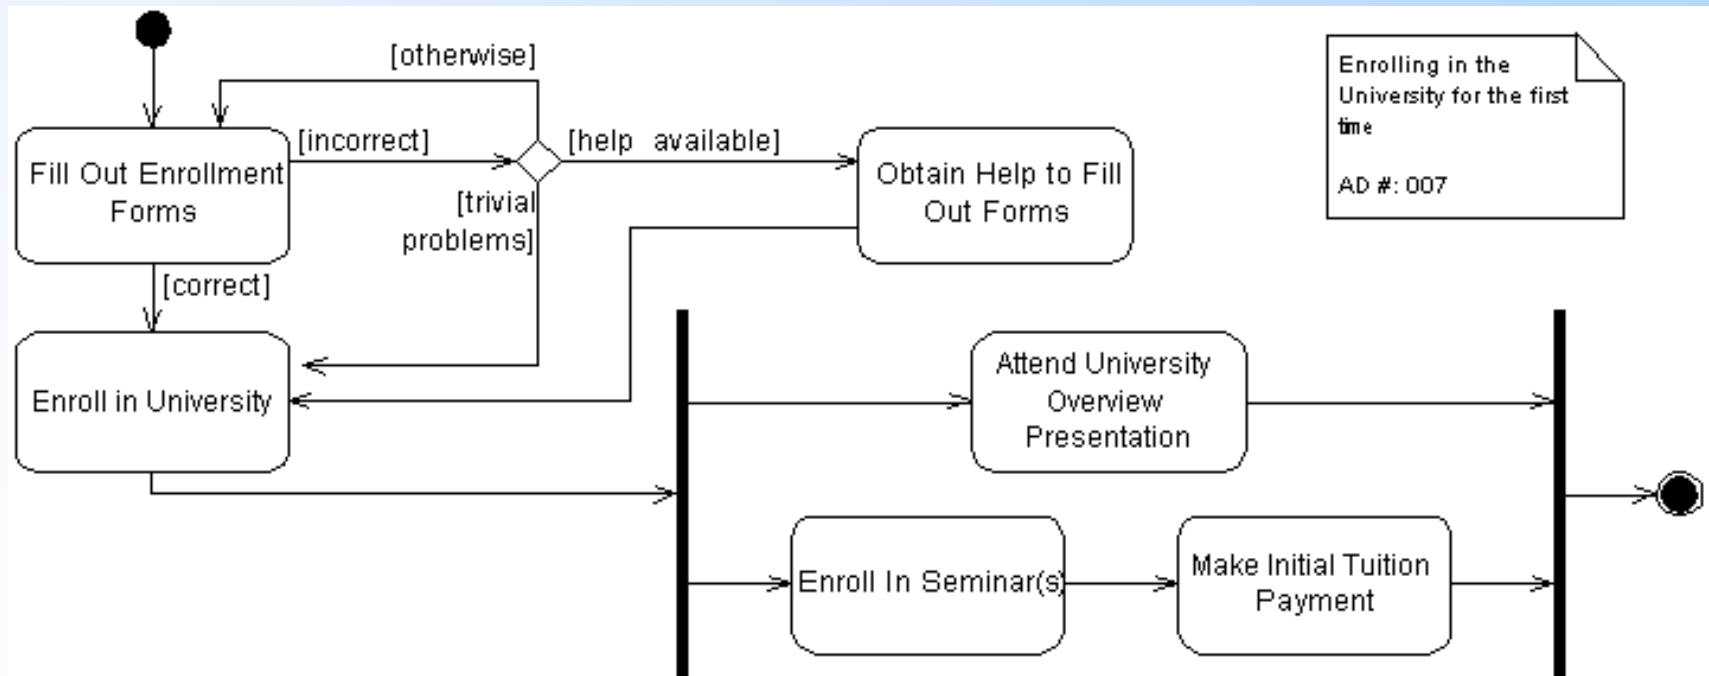 [otherwise]
Enrolling in the
University for the first
time
AD #: 007
[incorrect]
[help available]
Fill Out Enrollment
Forms
[trivial
problems]
Obtain Help to Fill
Out Forms
[correct]
Enroll in University
Attend University
Overview
Presentation
Enroll In Seminar(s)
Make Initial Tuition
Payment